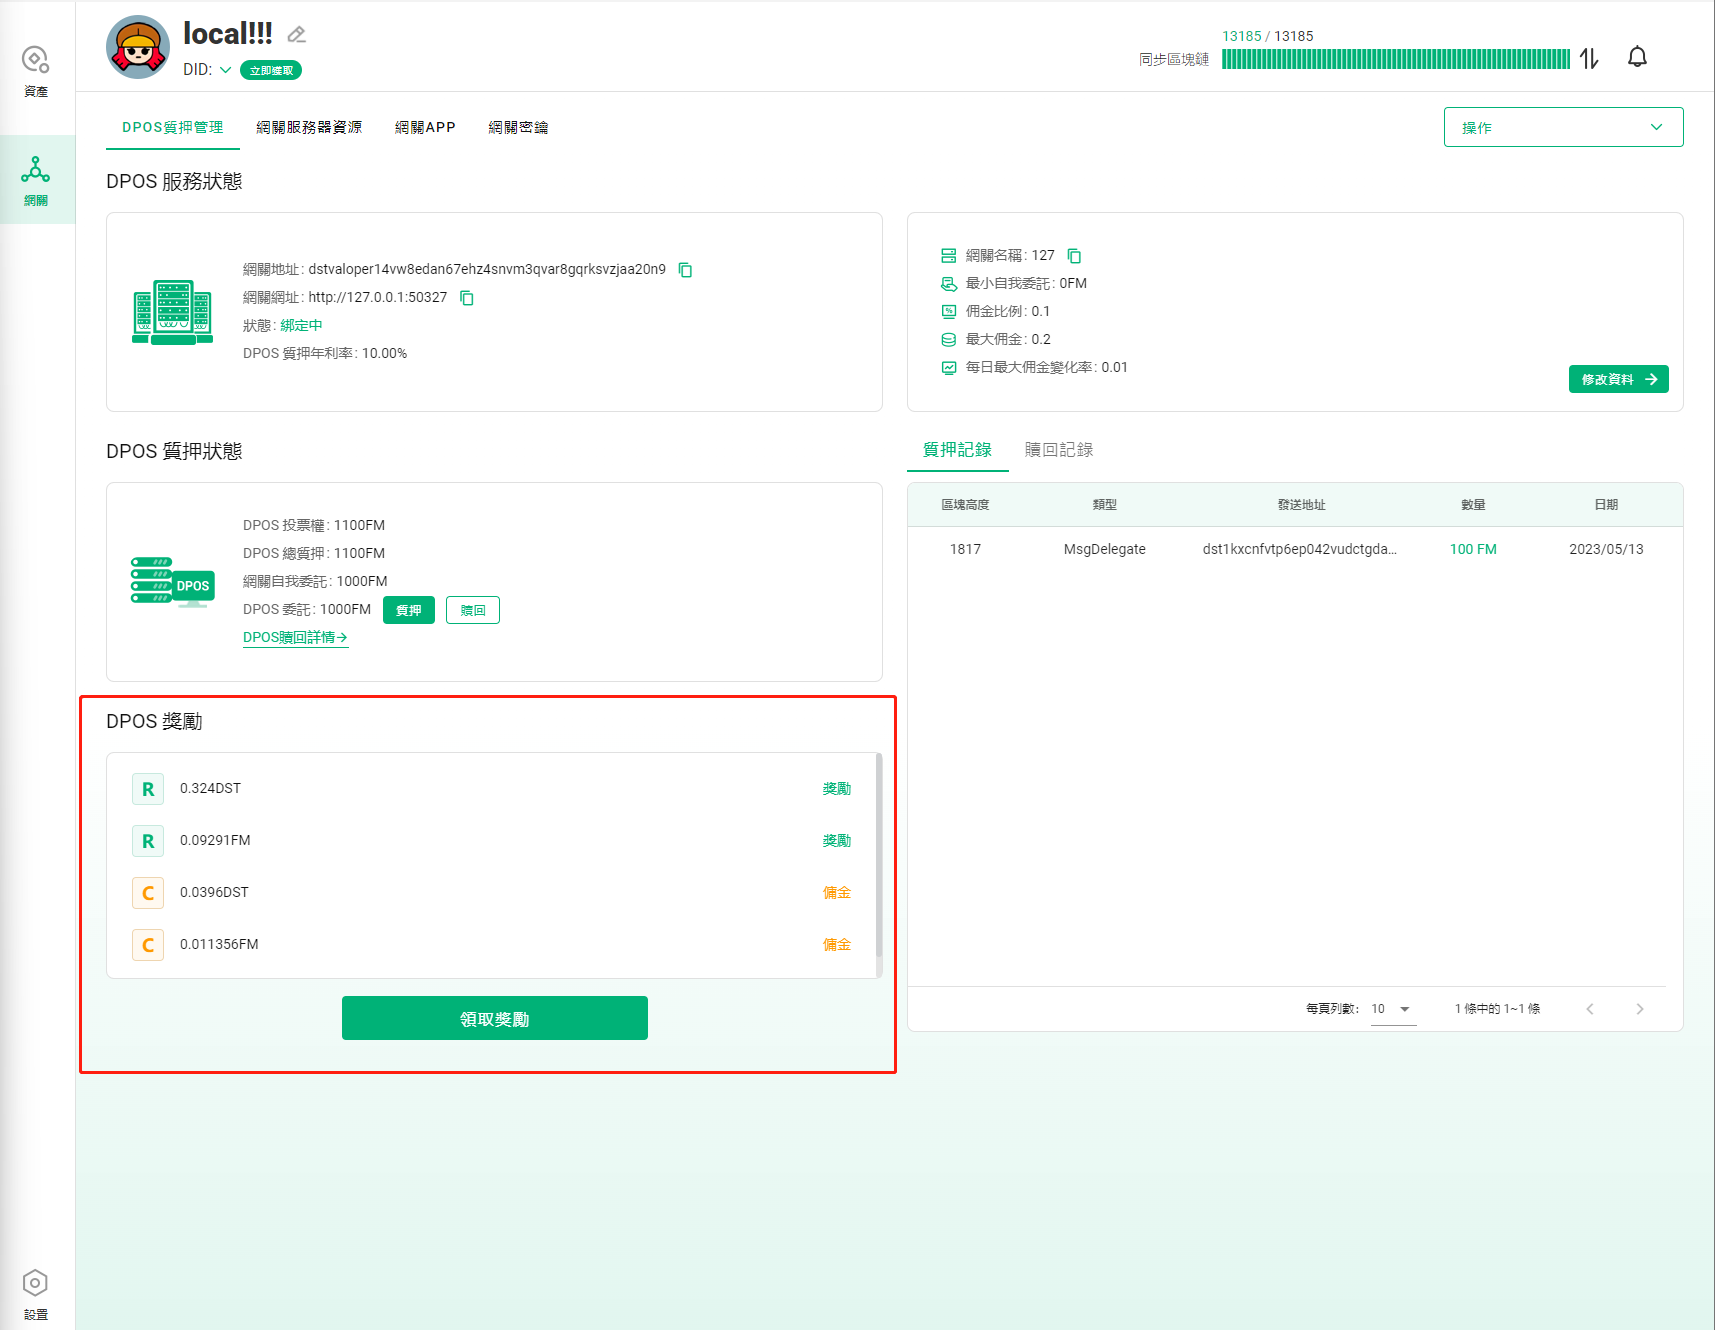 資產
網關
設置
local!!!
DID:
立即獲取
13185 / 13185
同步區塊鏈
DPOS質押管理
網關服務器資源
網關APP
網關密鑰
操作
DPOS 服務狀態
網關地址: dstvaloper14vw8edan67ehz4snvm3qvar8gqrksvzjaa20n9
網關網址: http://127.0.0.1:50327
狀態: 綁定中
DPOS 質押年利率: 10.00%
網關名稱: 127
最小自我委託: 0FM
佣金比例: 0.1
最大佣金: 0.2
每日最大佣金變化率: 0.01
修改資料
DPOS 質押狀態
DPOS
DPOS 投票權: 1100FM
DPOS 總質押: 1100FM
網關自我委託: 1000FM
DPOS 委託: 1000FM 質押 贖回
DPOS贖回詳情
質押記錄
贖回記錄
區塊高度 類型 發送地址 數量 日期
1817 MsgDelegate dst1kxcnfvtp6ep042vudctgda... 100 FM 2023/05/13
每頁列數: 10 1 條中的 1~1 條
DPOS 獎勵
R 0.324DST 獎勵
R 0.09291FM 獎勵
C 0.0396DST 傭金
C 0.011356FM 傭金
領取獎勵